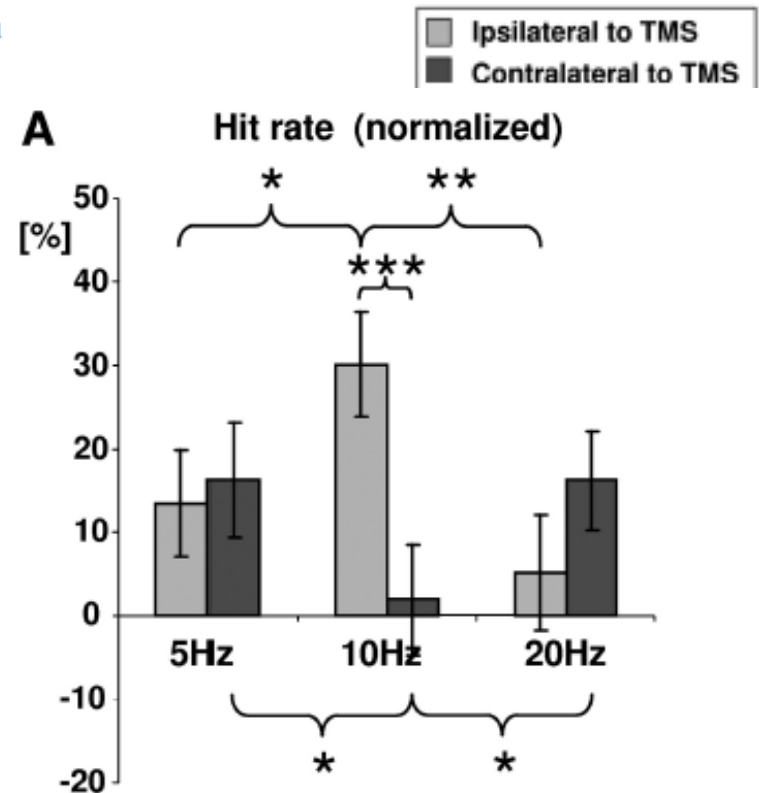 Ipsilateral to TMS
Contralateral to TMS
A
Hit rate (normalized)
* **
50
[%]
***
40
30
20
10
0
5Hz 10Hz 20Hz
-10
* *
-20